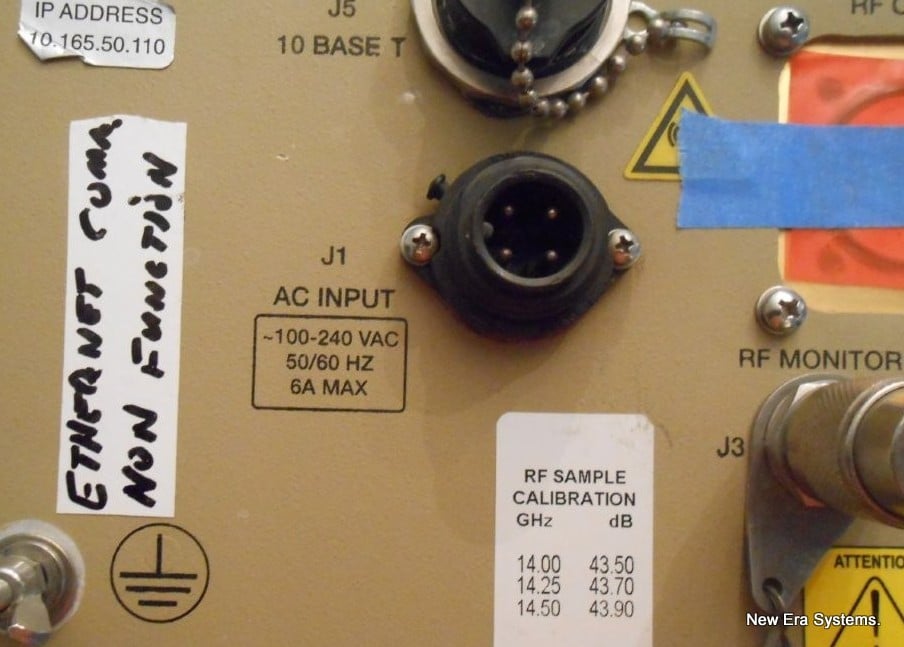 IP ADDRESS
10.165.50.110
J5
10 BASE T
ETHERNET COMM.
NON FUNCTION
J1
AC INPUT
~100-240 VAC
50/60 HZ
6A MAX
RF
RF MONITOR
J3
RF SAMPLE
CALIBRATION
GHz dB
14.00 43.50
14.25 43.70
14.50 43.90
ATTENTIO
New Era Systems.